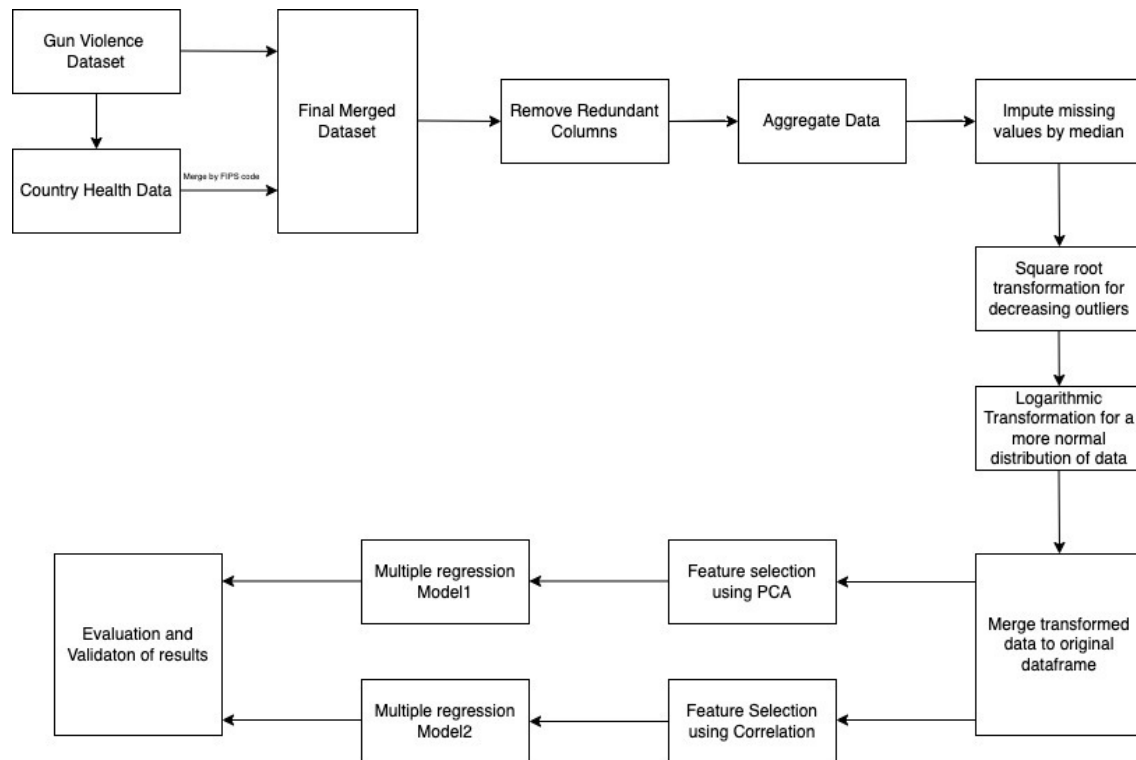 Gun Violence
Dataset
Country Health Data
Merge by FIPS code
Final Merged
Dataset
Remove Redundant
Columns
Aggregate Data
Impute missing
values by median
Square root
transformation for
decreasing outliers
Logarithmic
Transformation for a
more normal
distribution of data
Merge transformed
data to original
dataframe
Feature selection
using PCA
Multiple regression
Model1
Feature Selection
using Correlation
Multiple regression
Model2
Evaluation and
Validaton of results